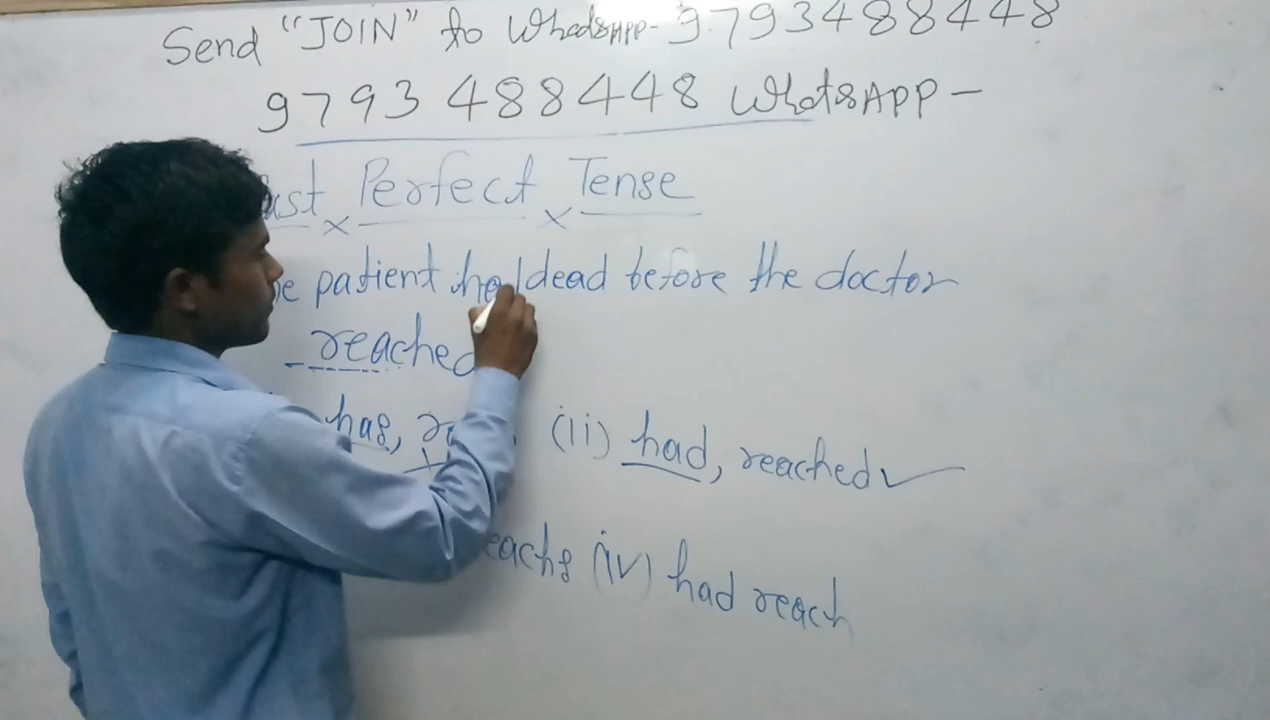 Send "JOIN" to WhatsApp- 9793488448
9793 488448 WhatsApp -
Perfect Tense
patient had dead before the doctor
reached
has, (ii) had, reached
(iv) had reach